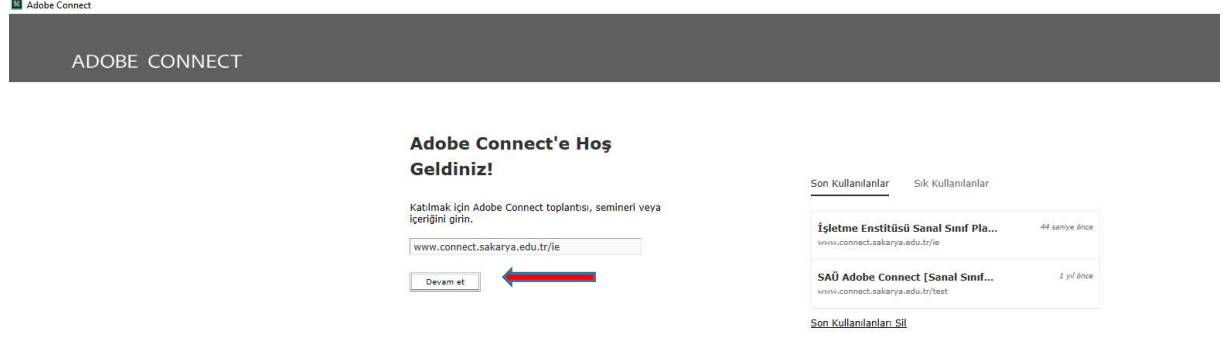 Adobe Connect
ADOBE CONNECT
Adobe Connect'e Hoş
Geldiniz!
Katılmak için Adobe Connect toplantısı, semineri veya
içeriğini girin.
www.connect.sakarya.edu.tr/ie
Devam et
Son Kullanılanlar Sık Kullanılanlar
İşletme Enstitüsü Sanal Sınıf Pla... 44 saniye önce
www.connect.sakarya.edu.tr/ie
SAÜ Adobe Connect [Sanal Sınıf... 1 yıl önce
www.connect.sakarya.edu.tr/test
Son Kullanılanları Sil